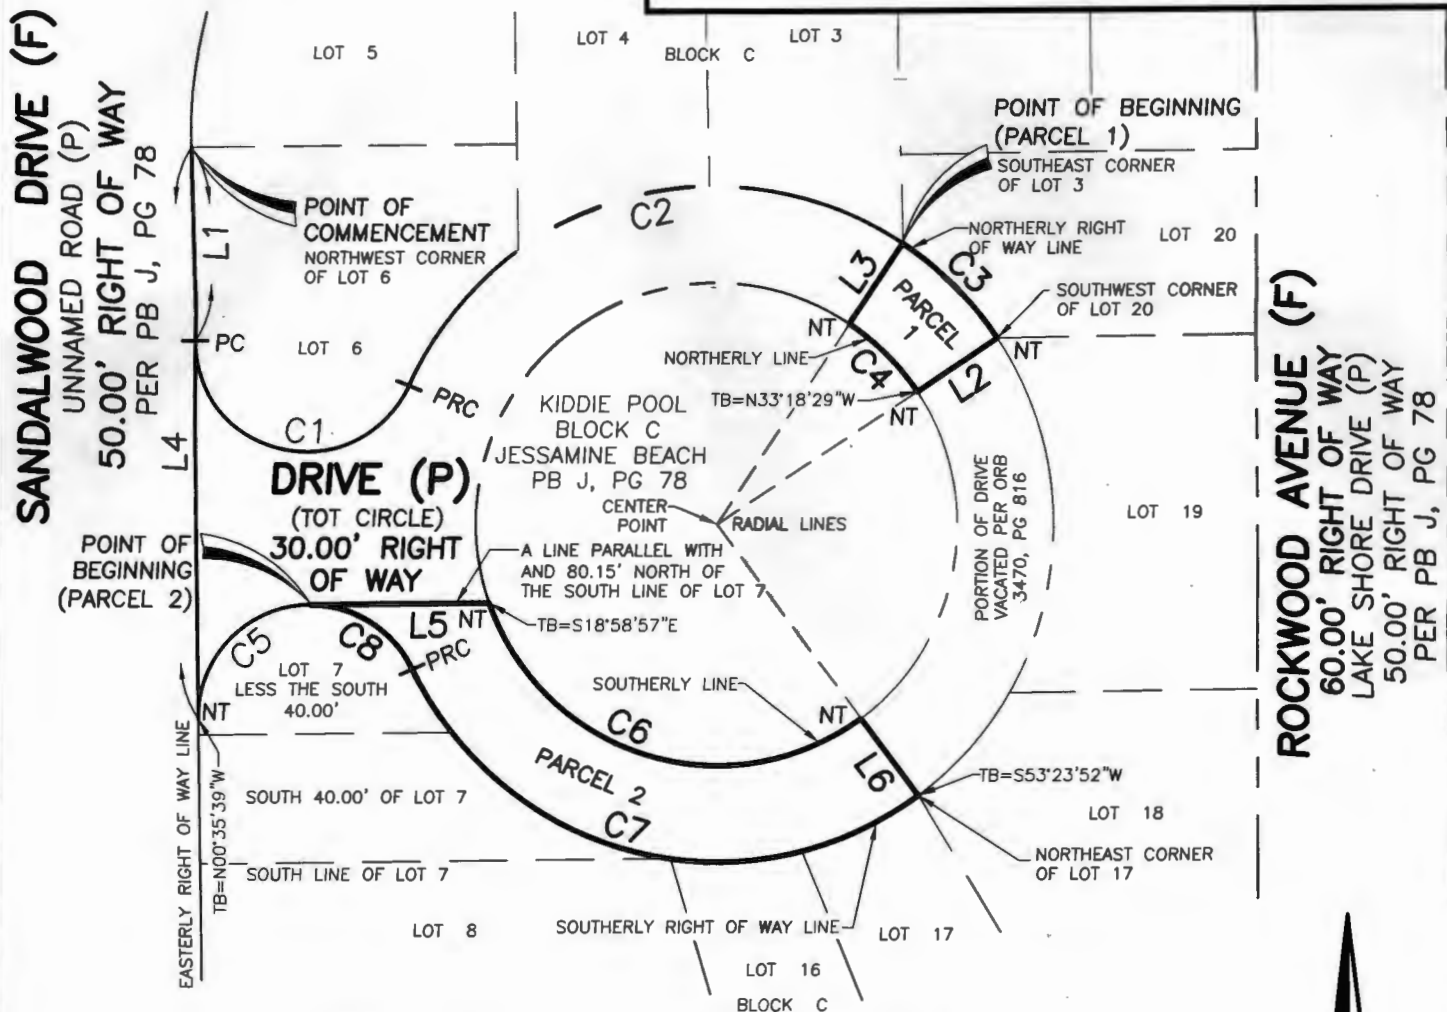 SANDALWOOD DRIVE (F)
UNNAMED ROAD (P)
50.00' RIGHT OF WAY
PER PB J, PG 78
LOT 5
LOT 4
BLOCK C
LOT 3
POINT OF BEGINNING
(PARCEL 1)
SOUTHEAST CORNER
OF LOT 3
POINT OF
COMMENCEMENT
NORTHWEST CORNER
OF LOT 6
L1
C2
NORTHERLY RIGHT
OF WAY LINE
LOT 20
L3
C3
PARCEL
1
SOUTHWEST CORNER
OF LOT 20
PC
LOT 6
NT
NT
NORTHERLY LINE
C4
L2
PRC
TB=N33°18'29"W
NT
KIDDIE POOL
BLOCK C
JESSAMINE BEACH
PB J, PG 78
C1
L4
DRIVE (P)
(TOT CIRCLE)
30.00' RIGHT
OF WAY
CENTER
POINT
RADIAL LINES
PORTION OF DRIVE
VACATED PER ORB
3470, PG 816
LOT 19
ROCKWOOD AVENUE (F)
60.00' RIGHT OF WAY
LAKE SHORE DRIVE (P)
50.00' RIGHT OF WAY
PER PB J, PG 78
POINT OF
BEGINNING
(PARCEL 2)
A LINE PARALLEL WITH
AND 80.15' NORTH OF
THE SOUTH LINE OF LOT 7
L5
NT
TB=S18°58'57"E
C5
C8
PRC
LOT 7
LESS THE SOUTH
40.00'
NT
SOUTHERLY LINE
NT
C6
L6
PARCEL 2
TB=S53°23'52"W
EASTERLY RIGHT OF WAY LINE
TB=N00°35'39"W
SOUTH 40.00' OF LOT 7
C7
LOT 18
NORTHEAST CORNER
OF LOT 17
SOUTH LINE OF LOT 7
LOT 8
SOUTHERLY RIGHT OF WAY LINE
LOT 17
LOT 16
BLOCK C